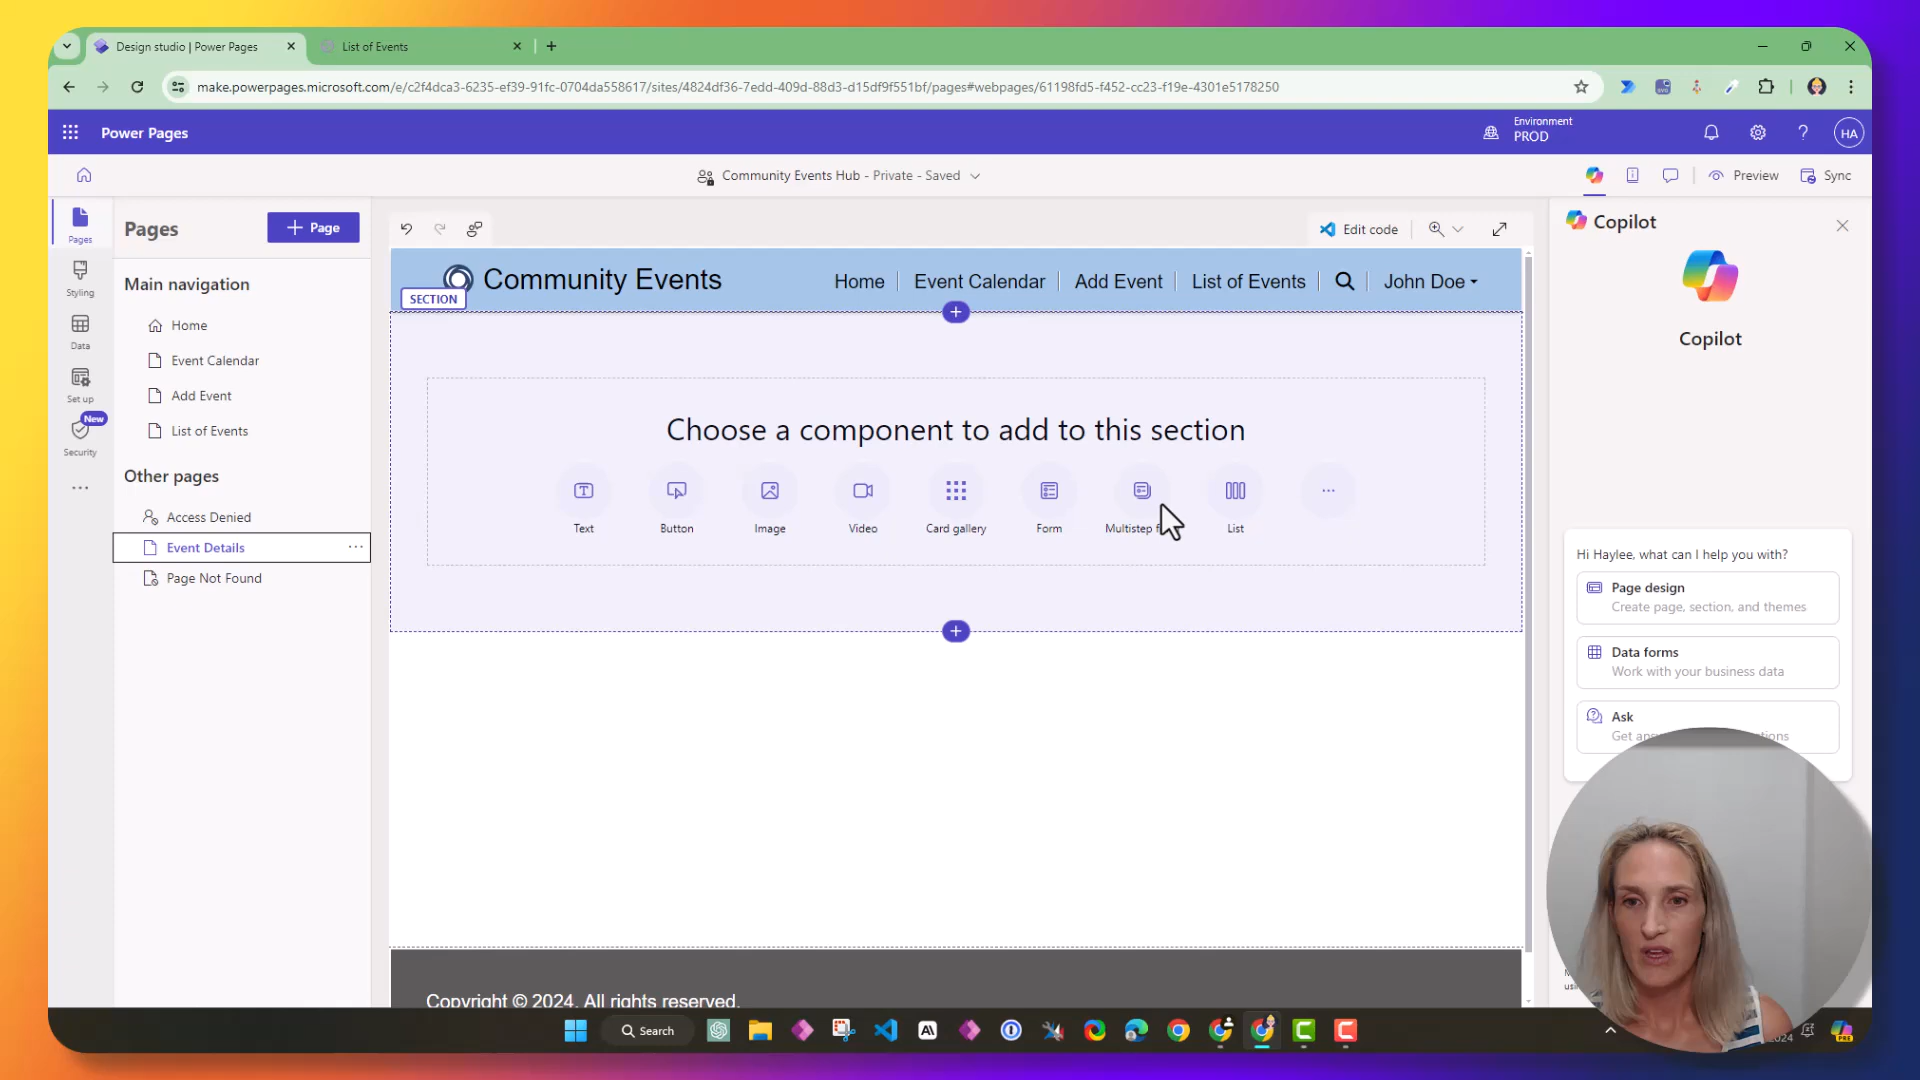 Design studio | Power Pages
List of Events
make.powerpages.microsoft.com/e/c2f4dca3-6235-ef39-91fc-0704da558617/sites/4824df36-7edd-409d-88d3-d15df9f551bf/pages#webpages/61198fd5-f452-cc23-f19e-4301e5178250
Power Pages
Environment
PROD
HA
Community Events Hub - Private - Saved
Preview
Sync
Pages
Styling
Data
Set up
New
Security
Pages
Page
Main navigation
Home
Event Calendar
Add Event
List of Events
Other pages
Access Denied
Event Details
Page Not Found
Edit code
Community Events
SECTION
Home
Event Calendar
Add Event
List of Events
John Doe
Choose a component to add to this section
Text
Button
Image
Video
Card gallery
Form
Multistep
List
Copyright © 2024. All rights reserved.
Copilot
Copilot
Hi Haylee, what can I help you with?
Page design
Create page, section, and themes
Data forms
Work with your business data
Ask
Get
Search
PRE